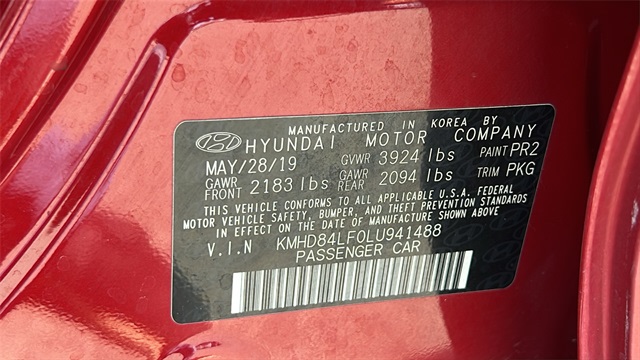 MANUFACTURED IN KOREA BY
HYUNDAI MOTOR COMPANY
MAY/28/19 GVWR 3924 lbs PAINT PR2
GAWR FRONT 2183 lbs GAWR REAR 2094 lbs TRIM PKG
THIS VEHICLE CONFORMS TO ALL APPLICABLE U.S.A. FEDERAL
MOTOR VEHICLE SAFETY, BUMPER, AND THEFT PREVENTION STANDARDS
IN EFFECT ON THE DATE OF MANUFACTURE SHOWN ABOVE.
V.I.N KMHD84LF0LU941488
PASSENGER CAR